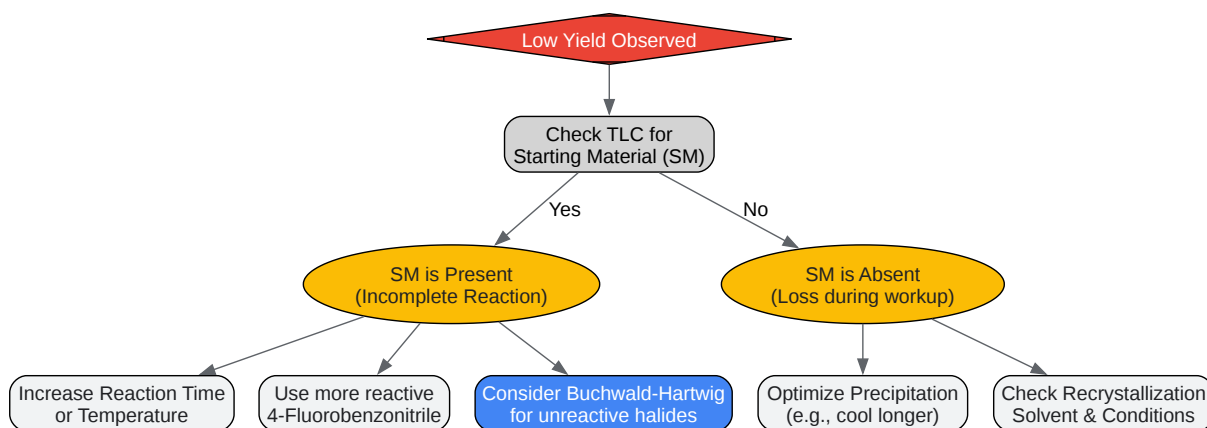 Low Yield Observed
Check TLC for
Starting Material (SM)
Yes
No
SM is Present
(Incomplete Reaction)
SM is Absent
(Loss during workup)
Increase Reaction Time
or Temperature
Use more reactive
4-Fluorobenzonitrile
Consider Buchwald-Hartwig
for unreactive halides
Optimize Precipitation
(e.g., cool longer)
Check Recrystallization
Solvent & Conditions